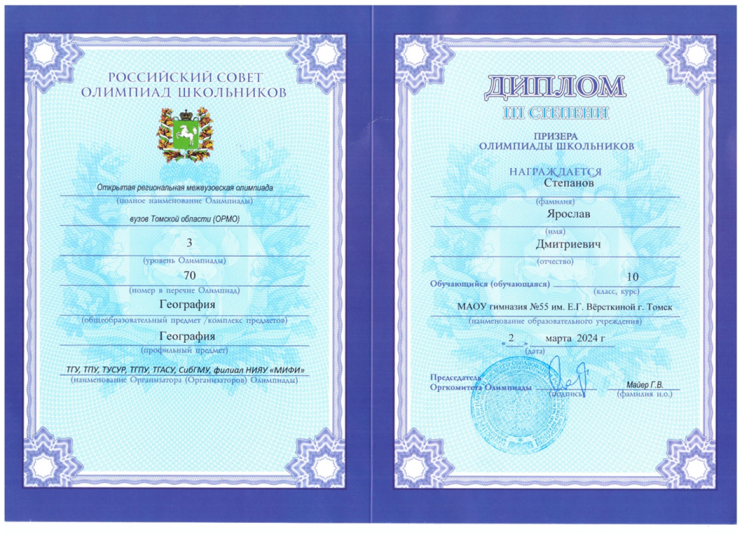 РОССИЙСКИЙ СОВЕТ
ОЛИМПИАД ШКОЛЬНИКОВ
Открытая региональная межвузовская олимпиада
(полное наименование Олимпиады)
вузов Томской области (ОРМО)
3
(уровень Олимпиады)
70
(номер в перечне Олимпиад)
География
(общеобразовательный предмет /комплекс предметов)
География
(профильный предмет)
ТГУ, ТПУ, ТУСУР, ТГПУ, ТГАСУ, СибГМУ, филиал НИЯУ «МИФИ»
(наименование Организатора (Организаторов) Олимпиады)
ДИПЛОМ
III СТЕПЕНИ
ПРИЗЕРА
ОЛИМПИАДЫ ШКОЛЬНИКОВ
НАГРАЖДАЕТСЯ
Степанов
(фамилия)
Ярослав
(имя)
Дмитриевич
(отчество)
Обучающийся (обучающаяся) 10
(класс, курс)
МАОУ гимназия №55 им. Е.Г. Вёрсткиной г. Томск
(наименование образовательного учреждения)
„ 2 „ марта 2024 г
(дата)
Председатель
Оргкомитета Олимпиады Майер Г.В.
(подпись) (фамилия и.о.)